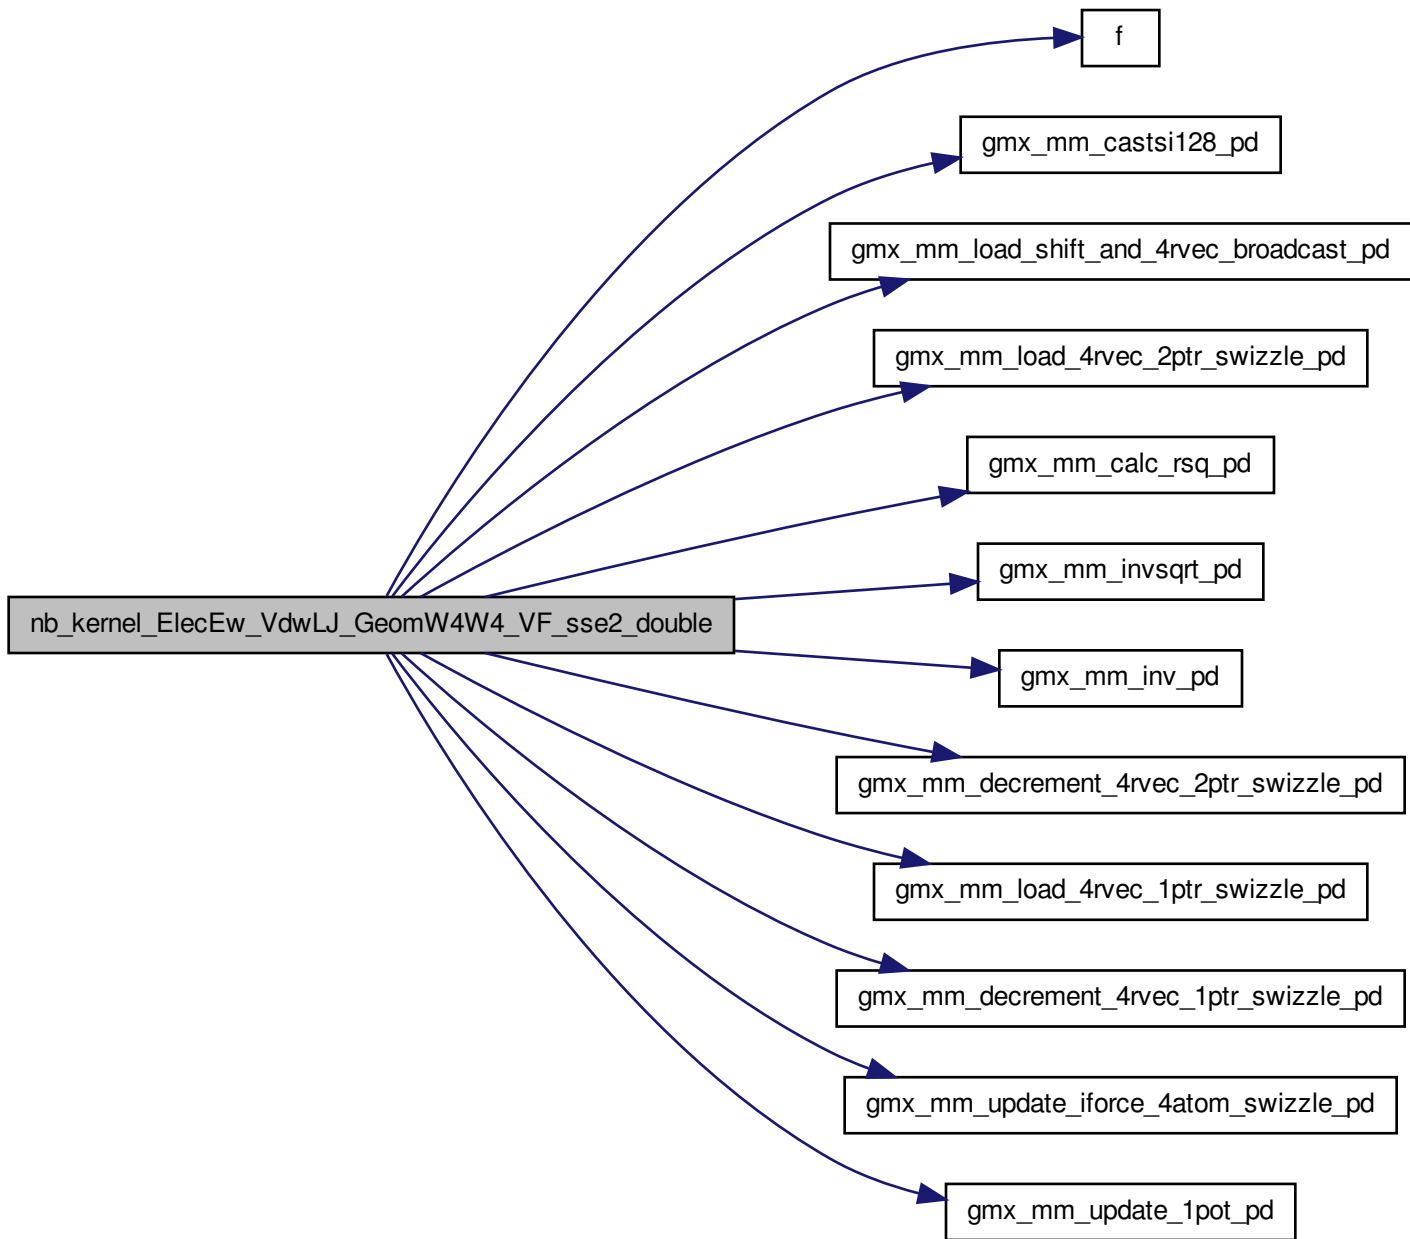 f
gmx_mm_castsi128_pd
gmx_mm_load_shift_and_4rvec_broadcast_pd
gmx_mm_load_4rvec_2ptr_swizzle_pd
gmx_mm_calc_rsq_pd
gmx_mm_invsqrt_pd
nb_kernel_ElecEw_VdwLJ_GeomW4W4_VF_sse2_double
gmx_mm_inv_pd
gmx_mm_decrement_4rvec_2ptr_swizzle_pd
gmx_mm_load_4rvec_1ptr_swizzle_pd
gmx_mm_decrement_4rvec_1ptr_swizzle_pd
gmx_mm_update_iforce_4atom_swizzle_pd
gmx_mm_update_1pot_pd